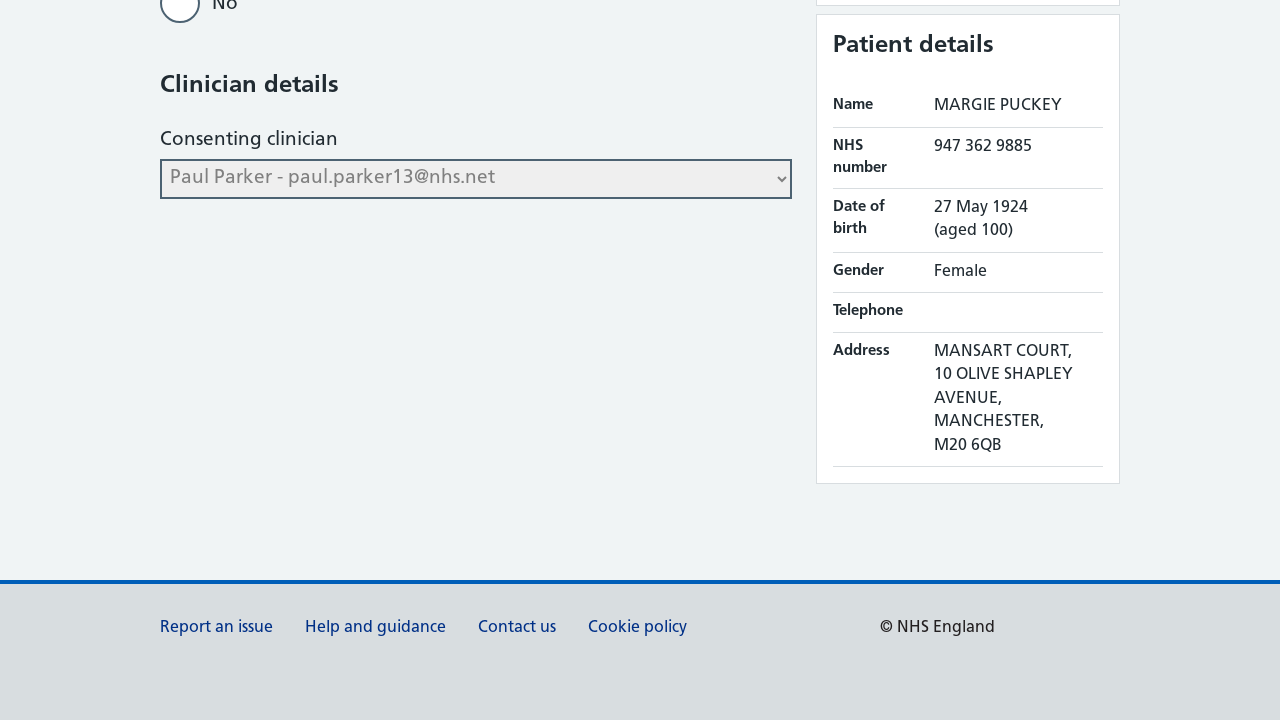 No
Clinician details
Consenting clinician
Paul Parker - paul.parker13@nhs.net
Patient details
Name MARGIE PUCKEY
NHS number 947 362 9885
Date of birth 27 May 1924
(aged 100)
Gender Female
Telephone
Address MANSART COURT,
10 OLIVE SHAPLEY
AVENUE,
MANCHESTER,
M20 6QB
Report an issue Help and guidance Contact us Cookie policy © NHS England